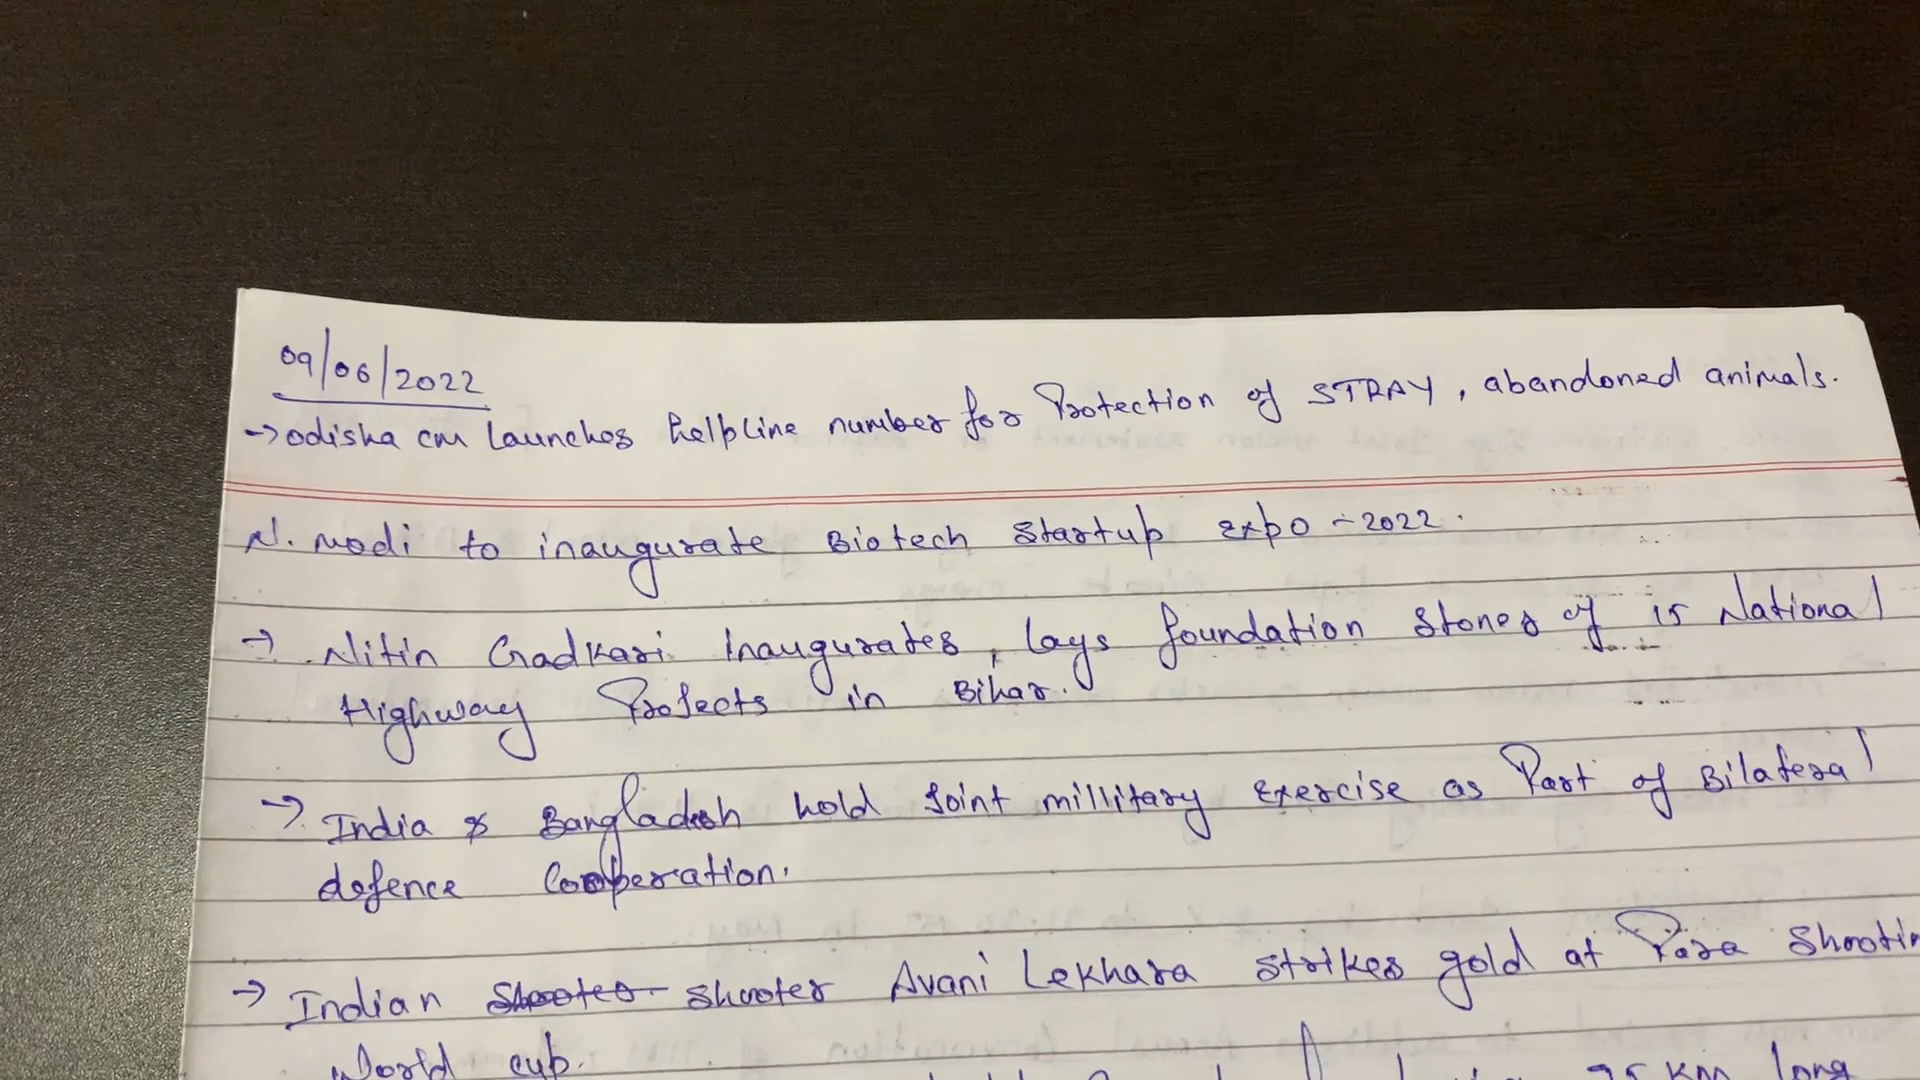 09/06/2022
→ odisha cm launches helpline number for Protection of STRAY, abandoned animals.
N. modi to inaugurate Biotech Startup expo - 2022.
→ Nitin Gadkari inaugurates, lays foundation stones of 15 National
Highway Projects in Bihar.
→ India & Bangladesh hold Joint millitary Exercise as Part of Bilateral
defence Cooperation.
→ Indian Shooter shooter Avani Lekhara strikes gold at Para Shootin
World cup.
75 KM long